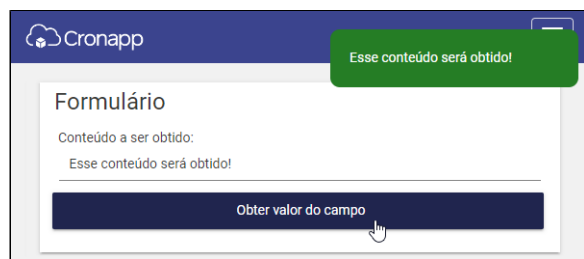 Cronapp
Esse conteúdo será obtido!
Formulário
Conteúdo a ser obtido:
Esse conteúdo será obtido!
Obter valor do campo